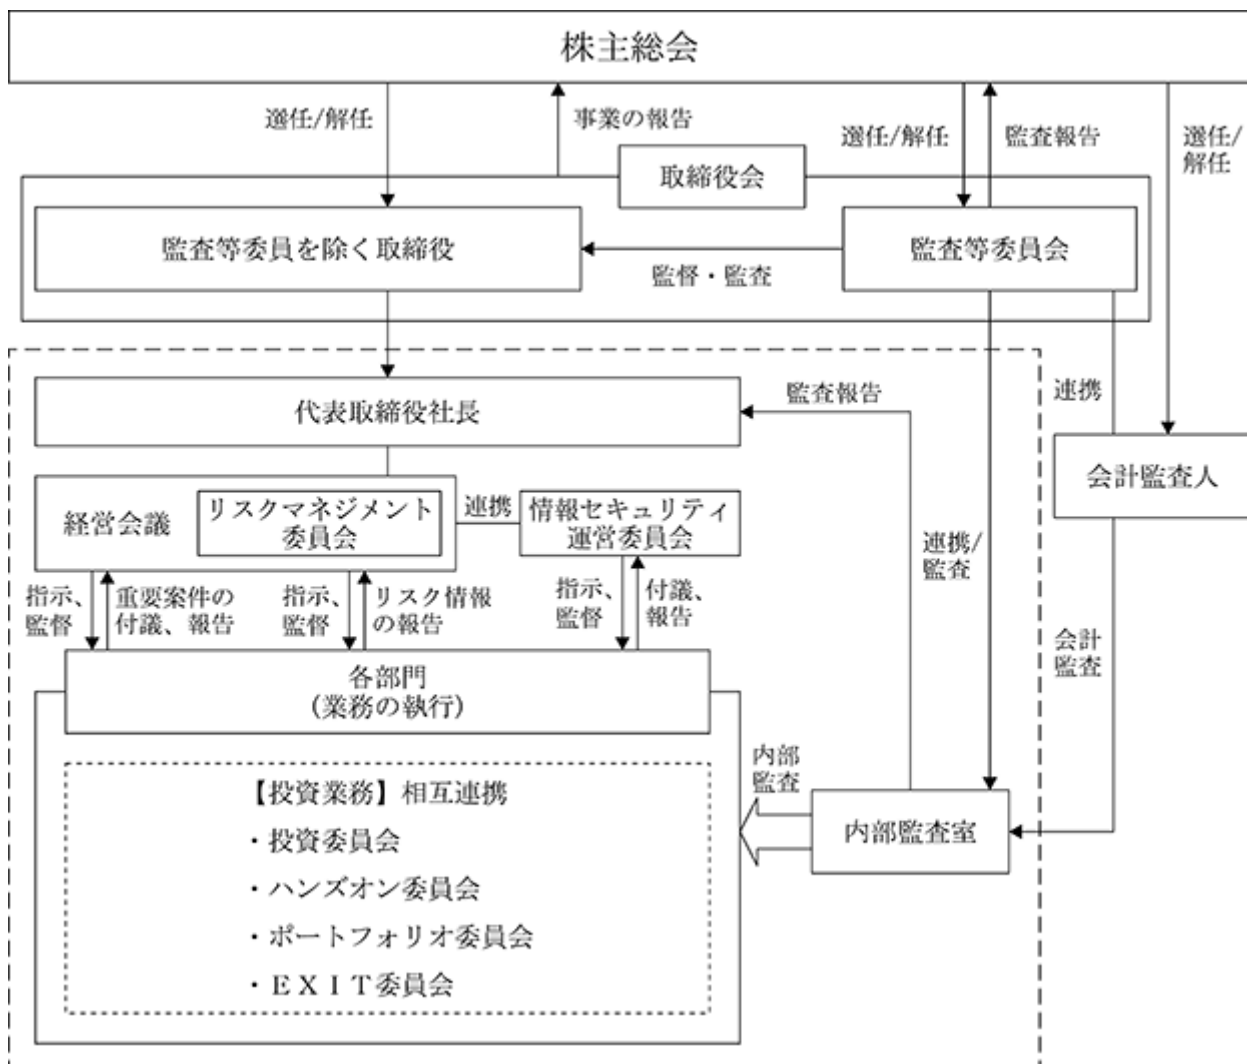 株主総会
選任/解任
事業の報告
選任/解任
監査報告
選任/
解任
取締役会
監査等委員を除く取締役
監督・監査
監査等委員会
代表取締役社長
監査報告
連携
会計監査人
経営会議
リスクマネジメント
委員会
連携
情報セキュリティ
運営委員会
連携/
監査
指示、
監督
重要案件の
付議、報告
指示、
監督
リスク情報
の報告
指示、
監督
付議、
報告
会計
監査
各部門
(業務の執行)
内部
監査
内部監査室
【投資業務】相互連携
・投資委員会
・ハンズオン委員会
・ポートフォリオ委員会
・ＥＸＩＴ委員会